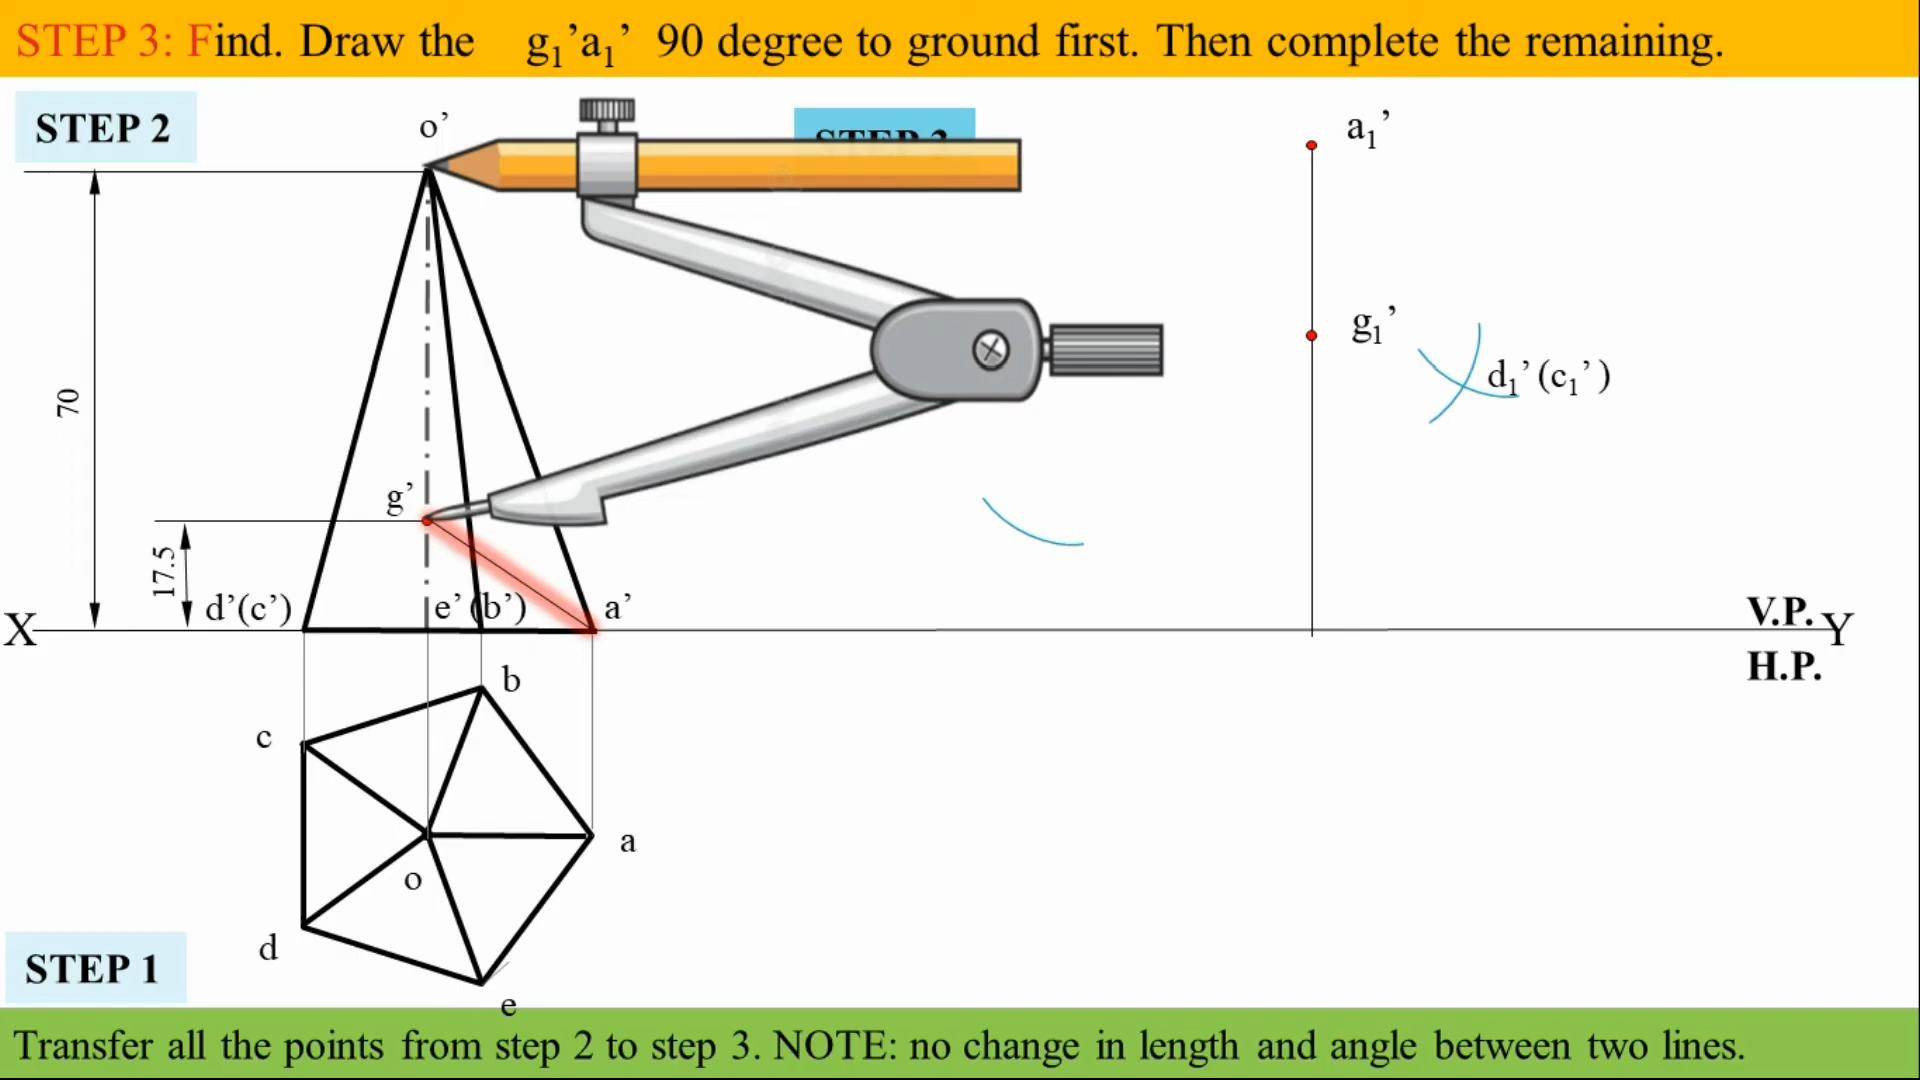 STEP 3: Find. Draw the g₁’a₁’ 90 degree to ground first. Then complete the remaining.
STEP 2
o’
STEP 3
a₁’
g₁’
d₁’(c₁’)
70
g’
17.5
d’(c’)
e’(b’)
a’
X
V.P.
Y
H.P.
b
c
a
o
d
STEP 1
e
Transfer all the points from step 2 to step 3. NOTE: no change in length and angle between two lines.